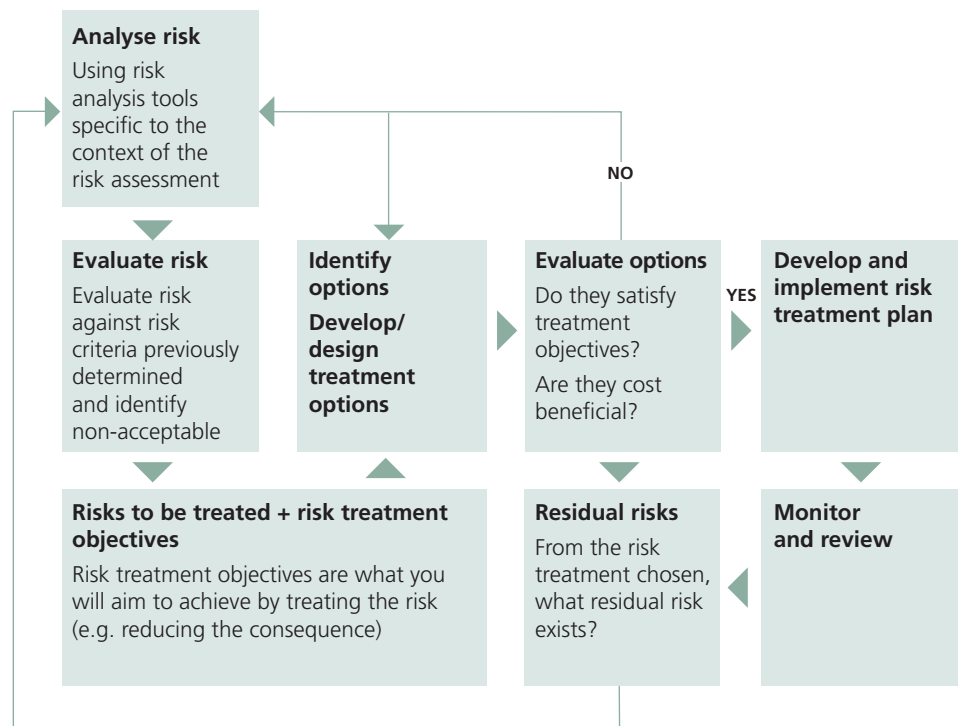 Analyse risk
Using risk
analysis tools
specific to the
context of the
risk assessment
NO
Evaluate risk
Evaluate risk
against risk
criteria previously
determined
and identify
non-acceptable
Identify
options
Develop/
design
treatment
options
Evaluate options
Do they satisfy
treatment
objectives?
Are they cost
beneficial?
YES
Develop and
implement risk
treatment plan
Risks to be treated + risk treatment
objectives
Risk treatment objectives are what you
will aim to achieve by treating the risk
(e.g. reducing the consequence)
Residual risks
From the risk
treatment chosen,
what residual risk
exists?
Monitor
and review